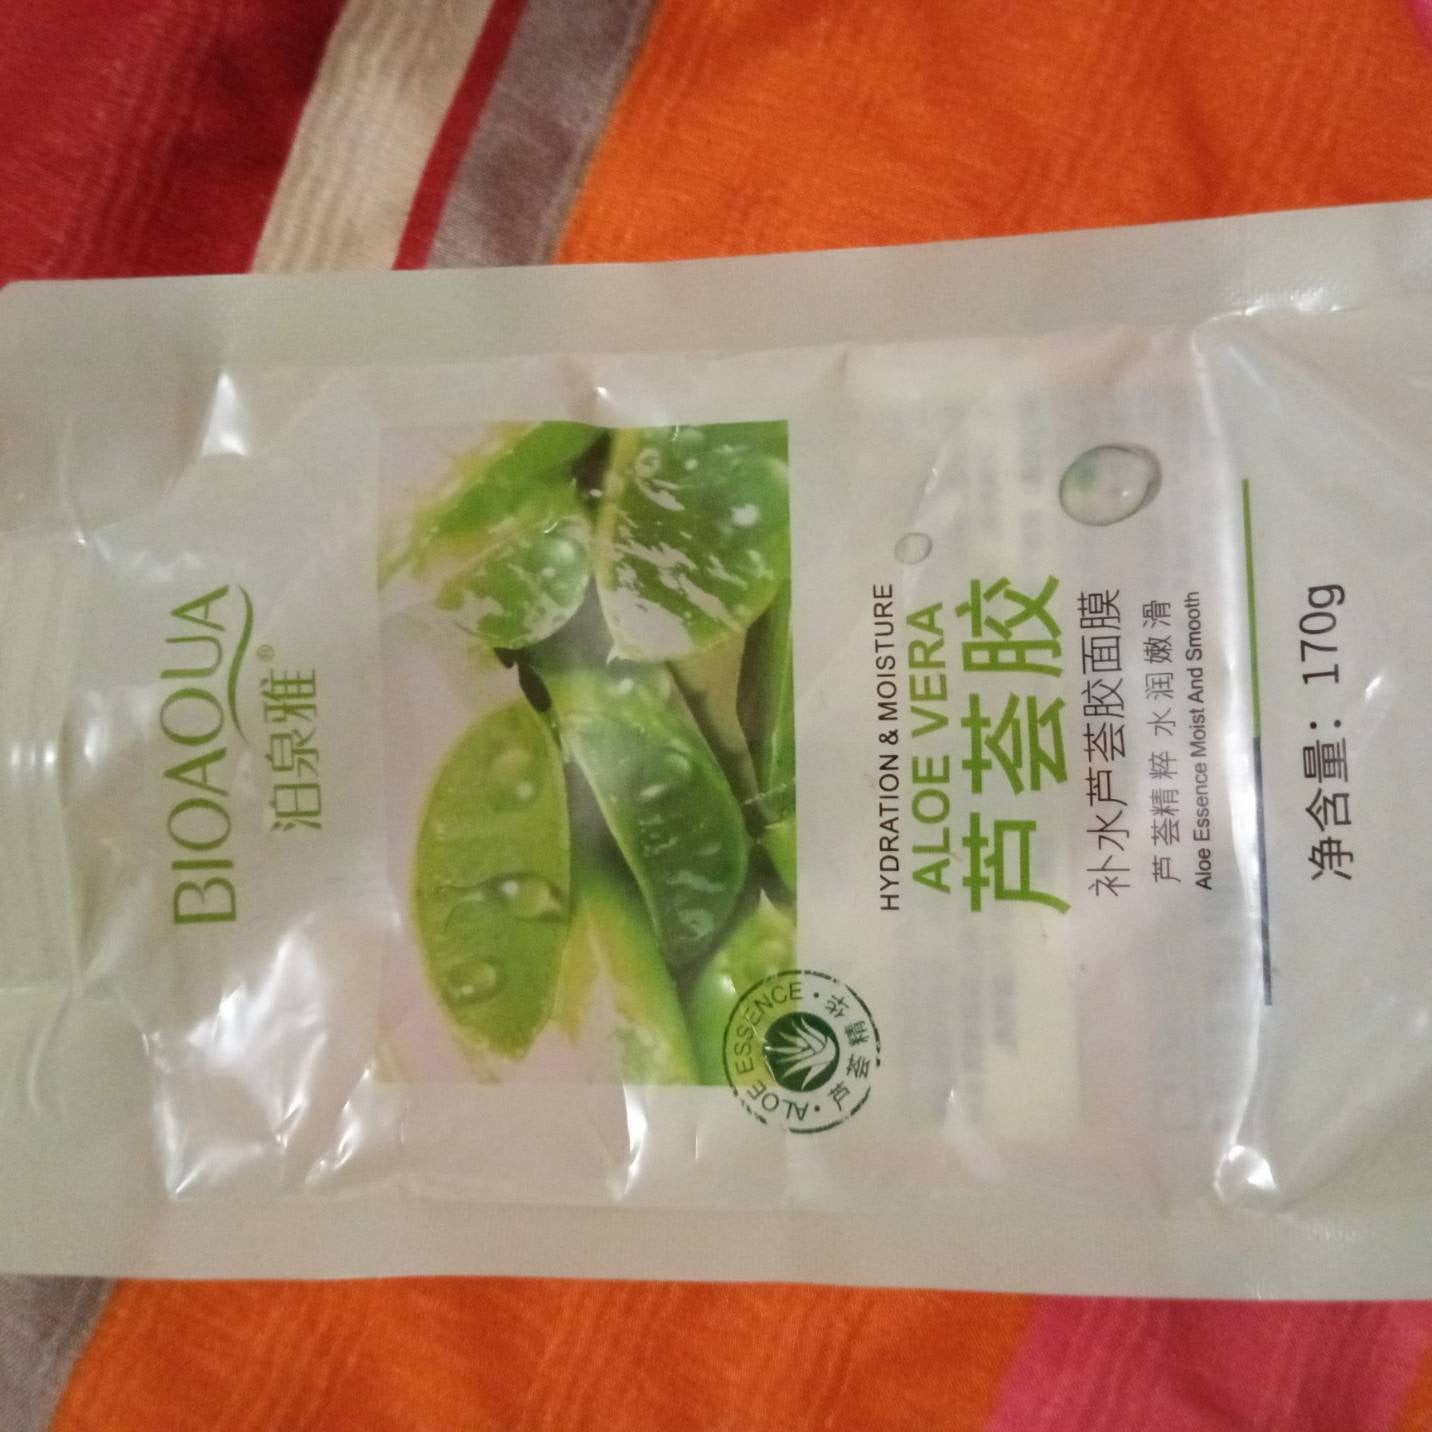 BIOAQUA
泊泉雅®
ALOE ESSENCE
芦荟精华
HYDRATION & MOISTURE
ALOE VERA
芦荟胶
补水芦荟胶面膜
芦荟精粹 水润嫩滑
Aloe Essence Moist And Smooth
净含量：170g